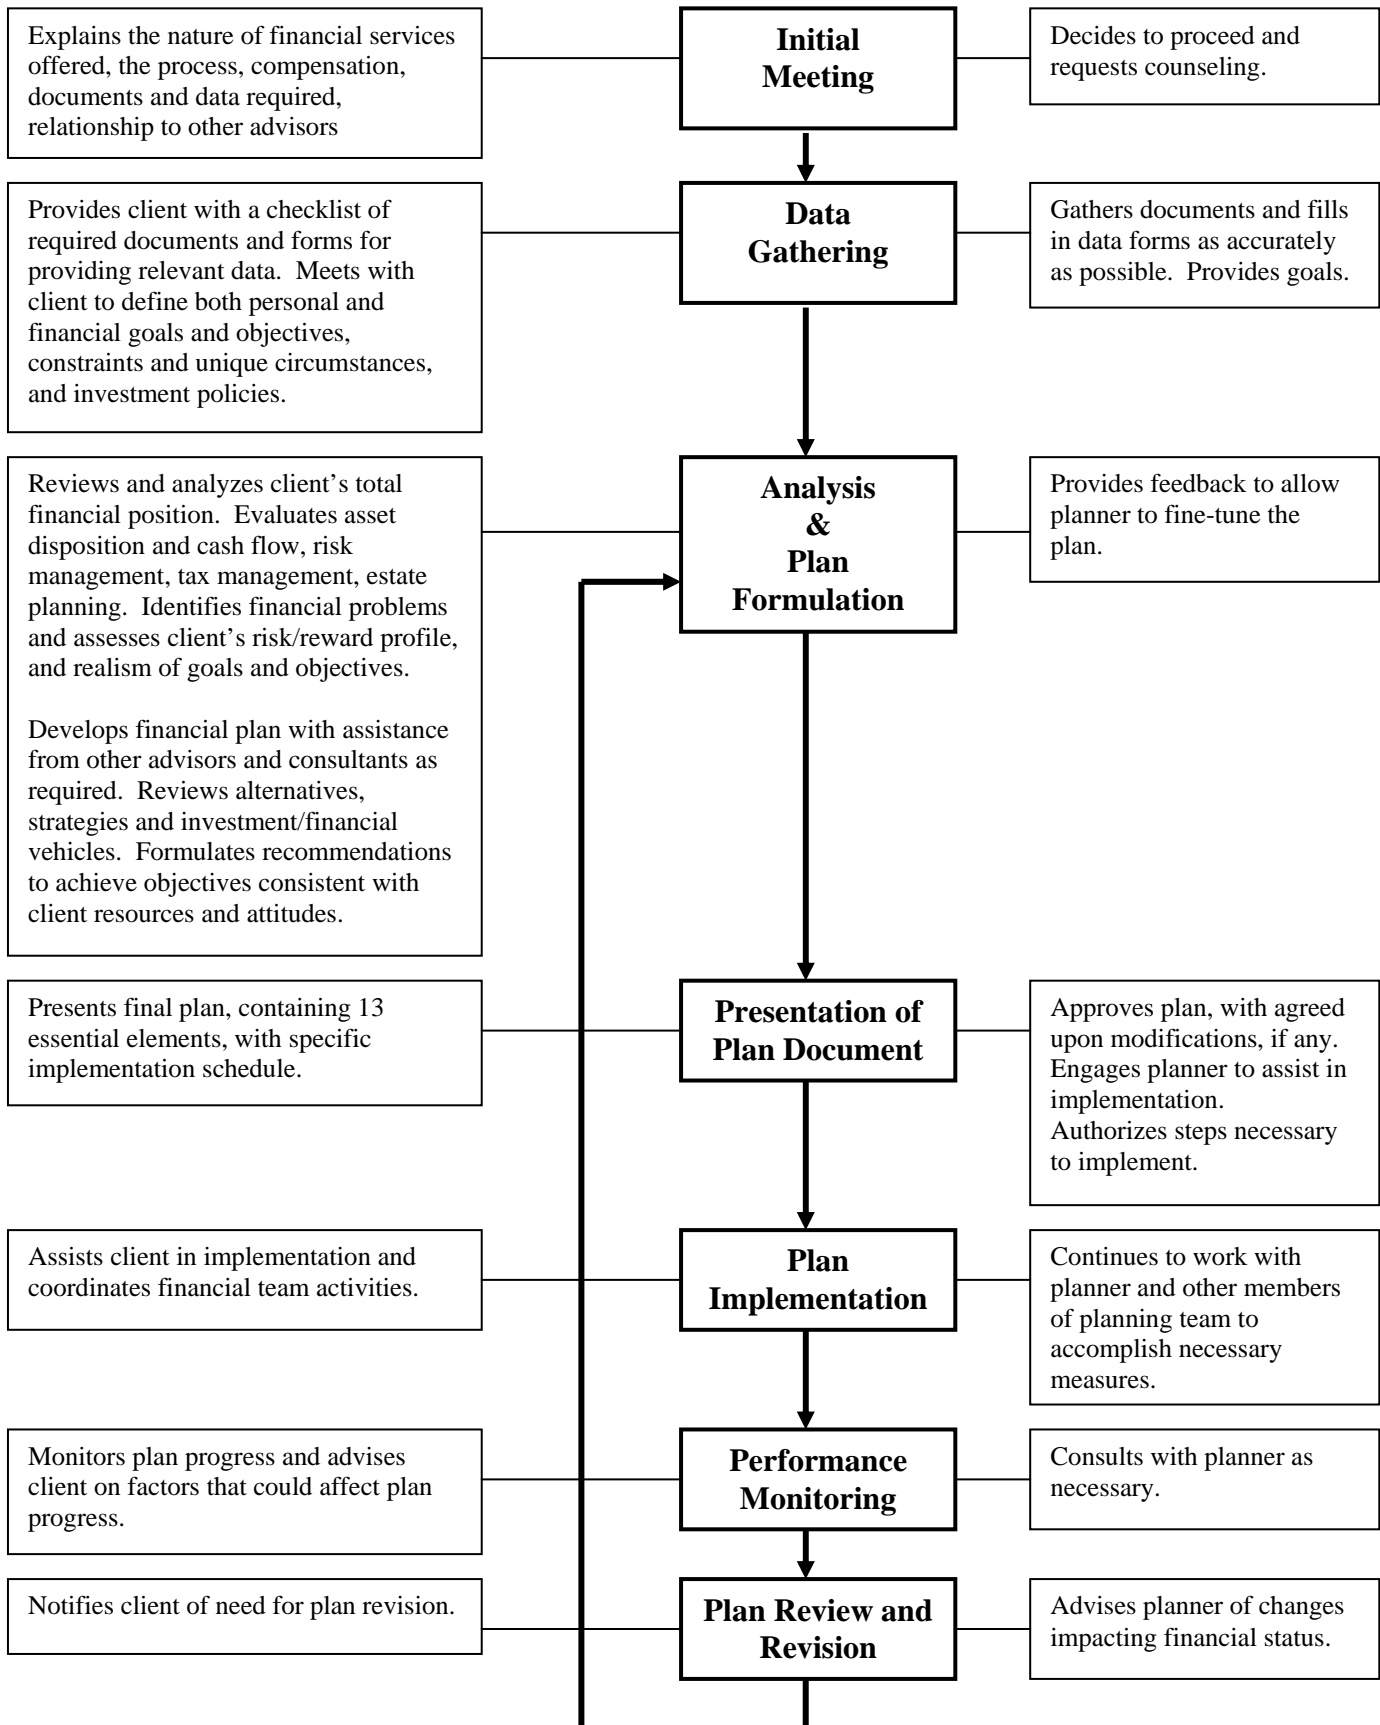 Explains the nature of financial services
offered, the process, compensation,
documents and data required,
relationship to other advisors
Initial
Meeting
Decides to proceed and
requests counseling.
Provides client with a checklist of
required documents and forms for
providing relevant data.  Meets with
client to define both personal and
financial goals and objectives,
constraints and unique circumstances,
and investment policies.
Data
Gathering
Gathers documents and fills
in data forms as accurately
as possible.  Provides goals.
Reviews and analyzes client’s total
financial position.  Evaluates asset
disposition and cash flow, risk
management, tax management, estate
planning.  Identifies financial problems
and assesses client’s risk/reward profile,
and realism of goals and objectives.
Develops financial plan with assistance
from other advisors and consultants as
required.  Reviews alternatives,
strategies and investment/financial
vehicles.  Formulates recommendations
to achieve objectives consistent with
client resources and attitudes.
Analysis
&
Plan
Formulation
Provides feedback to allow
planner to fine-tune the
plan.
Presents final plan, containing 13
essential elements, with specific
implementation schedule.
Presentation of
Plan Document
Approves plan, with agreed
upon modifications, if any.
Engages planner to assist in
implementation.
Authorizes steps necessary
to implement.
Assists client in implementation and
coordinates financial team activities.
Plan
Implementation
Continues to work with
planner and other members
of planning team to
accomplish necessary
measures.
Monitors plan progress and advises
client on factors that could affect plan
progress.
Performance
Monitoring
Consults with planner as
necessary.
Notifies client of need for plan revision.
Plan Review and
Revision
Advises planner of changes
impacting financial status.